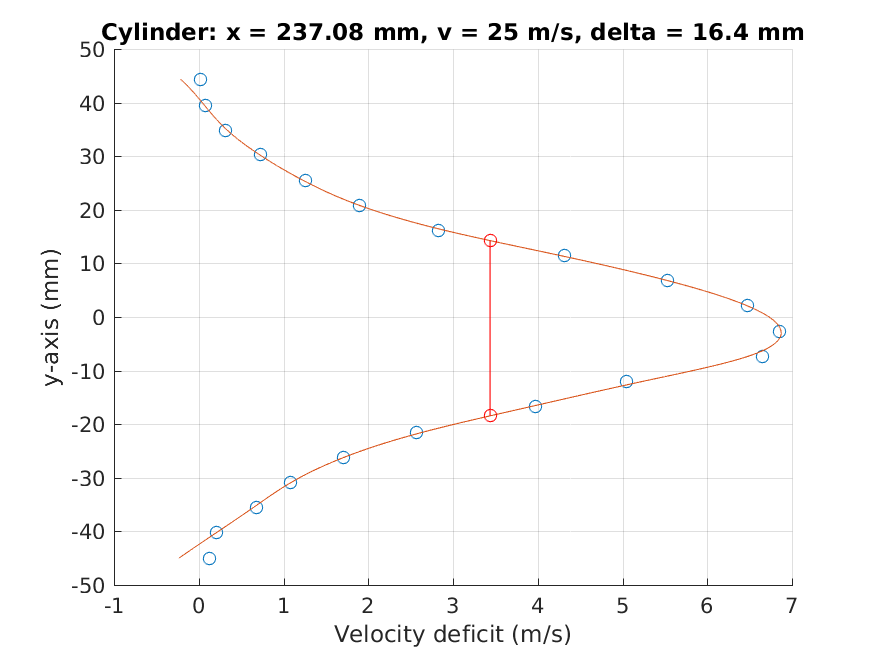 Cylinder: x = 237.08 mm, v = 25 m/s, delta = 16.4 mm
50
40
30
20
10
0
-10
-20
-30
-40
-50
y-axis (mm)
-1 0 1 2 3 4 5 6 7
Velocity deficit (m/s)